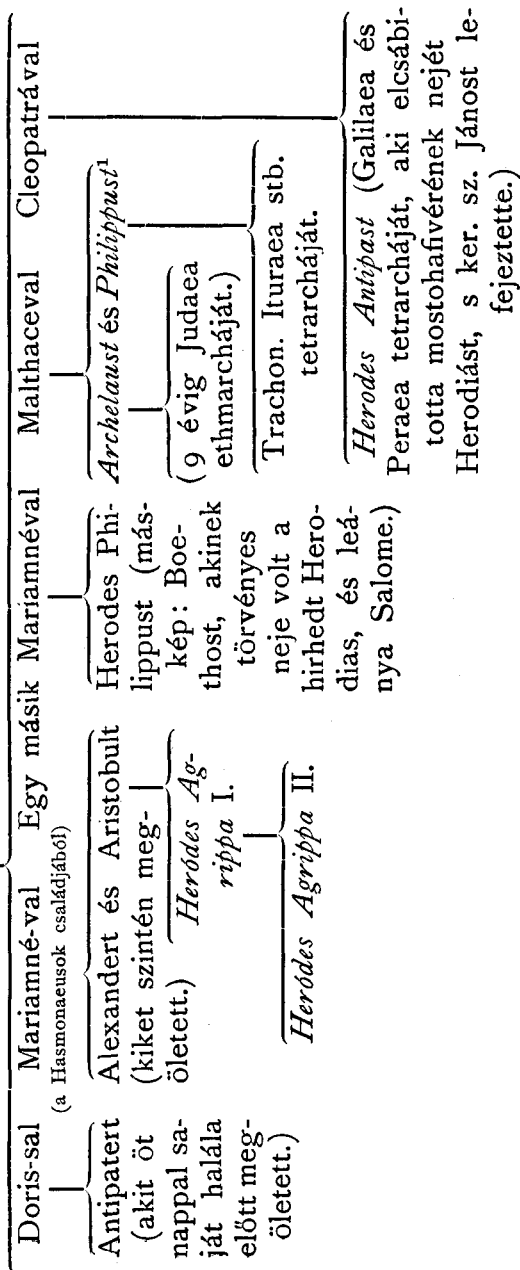 Doris-sal
Antipatert
(akit öt
nappal sa-
ját halála
előtt meg-
öletett.)
Mariamné-val
(a Hasmonaeusok családjából)
Alexandert és Aristobult
(kiket szintén meg-
öletett.)
Heródes Ag-
rippa I.
Heródes Agrippa II.
Egy másik Mariamnéval
Herodes Phi-
lippust (más-
kép: Boe-
thost, akinek
törvényes
neje volt a
hirhedt Hero-
dias, és leá-
nya Salome.)
Malthaceval
Archelaust és Philippust¹
(9 évig Judaea
ethmarcháját.)
Trachon. Ituraea stb.
tetrarcháját.
Cleopatrával
Herodes Antipast (Galilaea és
Peraea tetrarcháját, aki elcsábi-
totta mostohafivérének nejét
Herodiást, s ker. sz. Jánost le-
fejeztette.)